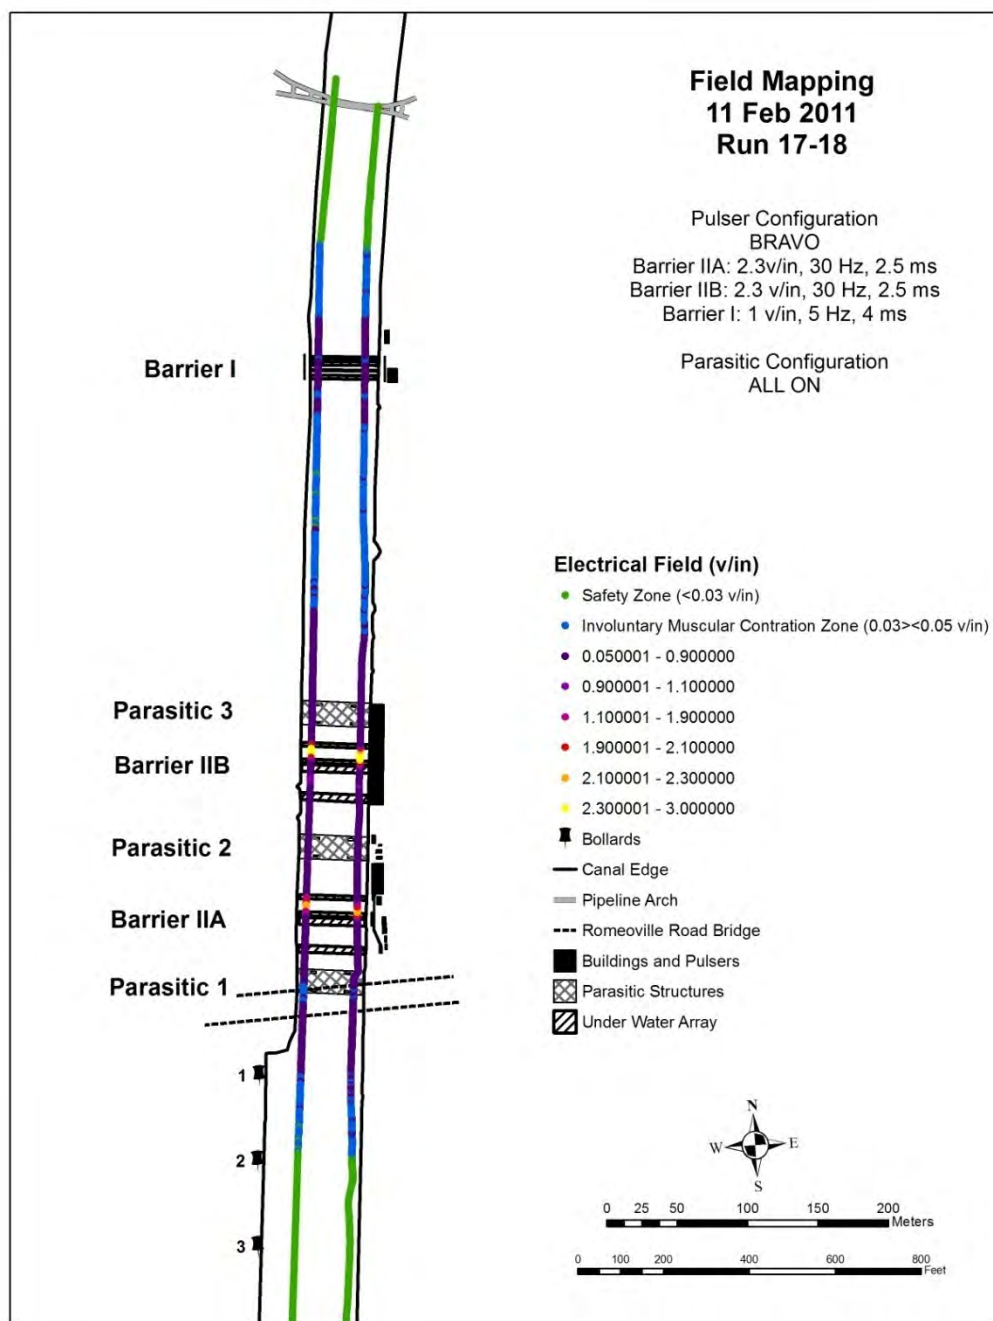 Field Mapping
11 Feb 2011
Run 17-18
Pulser Configuration
BRAVO
Barrier IIA: 2.3v/in, 30 Hz, 2.5 ms
Barrier IIB: 2.3 v/in, 30 Hz, 2.5 ms
Barrier I: 1 v/in, 5 Hz, 4 ms
Parasitic Configuration
ALL ON
Barrier I
Parasitic 3
Barrier IIB
Parasitic 2
Barrier IIA
Parasitic 1
1
2
3
Electrical Field (v/in)
Safety Zone (<0.03 v/in)
Involuntary Muscular Contration Zone (0.03><0.05 v/in)
0.050001 - 0.900000
0.900001 - 1.100000
1.100001 - 1.900000
1.900001 - 2.100000
2.100001 - 2.300000
2.300001 - 3.000000
Bollards
Canal Edge
Pipeline Arch
Romeoville Road Bridge
Buildings and Pulsers
Parasitic Structures
Under Water Array
N
W E
S
0 25 50 100 150 200
Meters
0 100 200 400 600 800
Feet